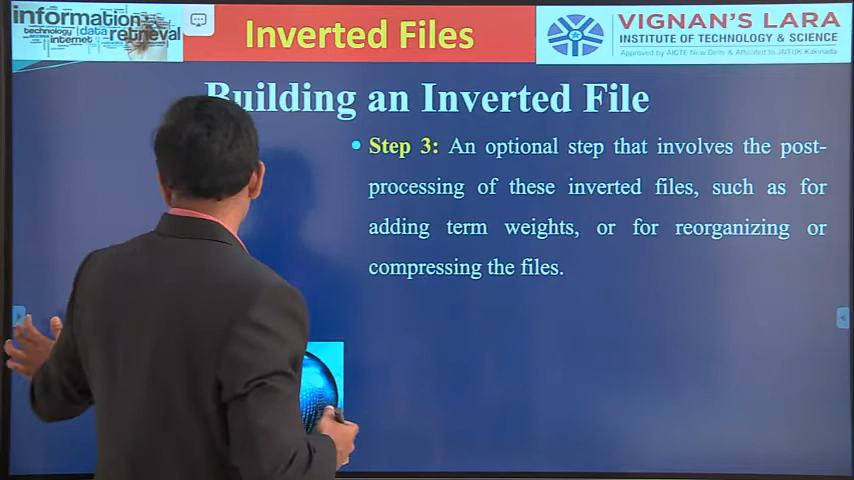 information
technology data
internet retrieval
Inverted Files
VIGNAN'S LARA
INSTITUTE OF TECHNOLOGY & SCIENCE
Approved by AICTE New Delhi & Affiliated to JNTUK Kakinada
Building an Inverted File
• Step 3: An optional step that involves the post-
processing of these inverted files, such as for
adding term weights, or for reorganizing or
compressing the files.